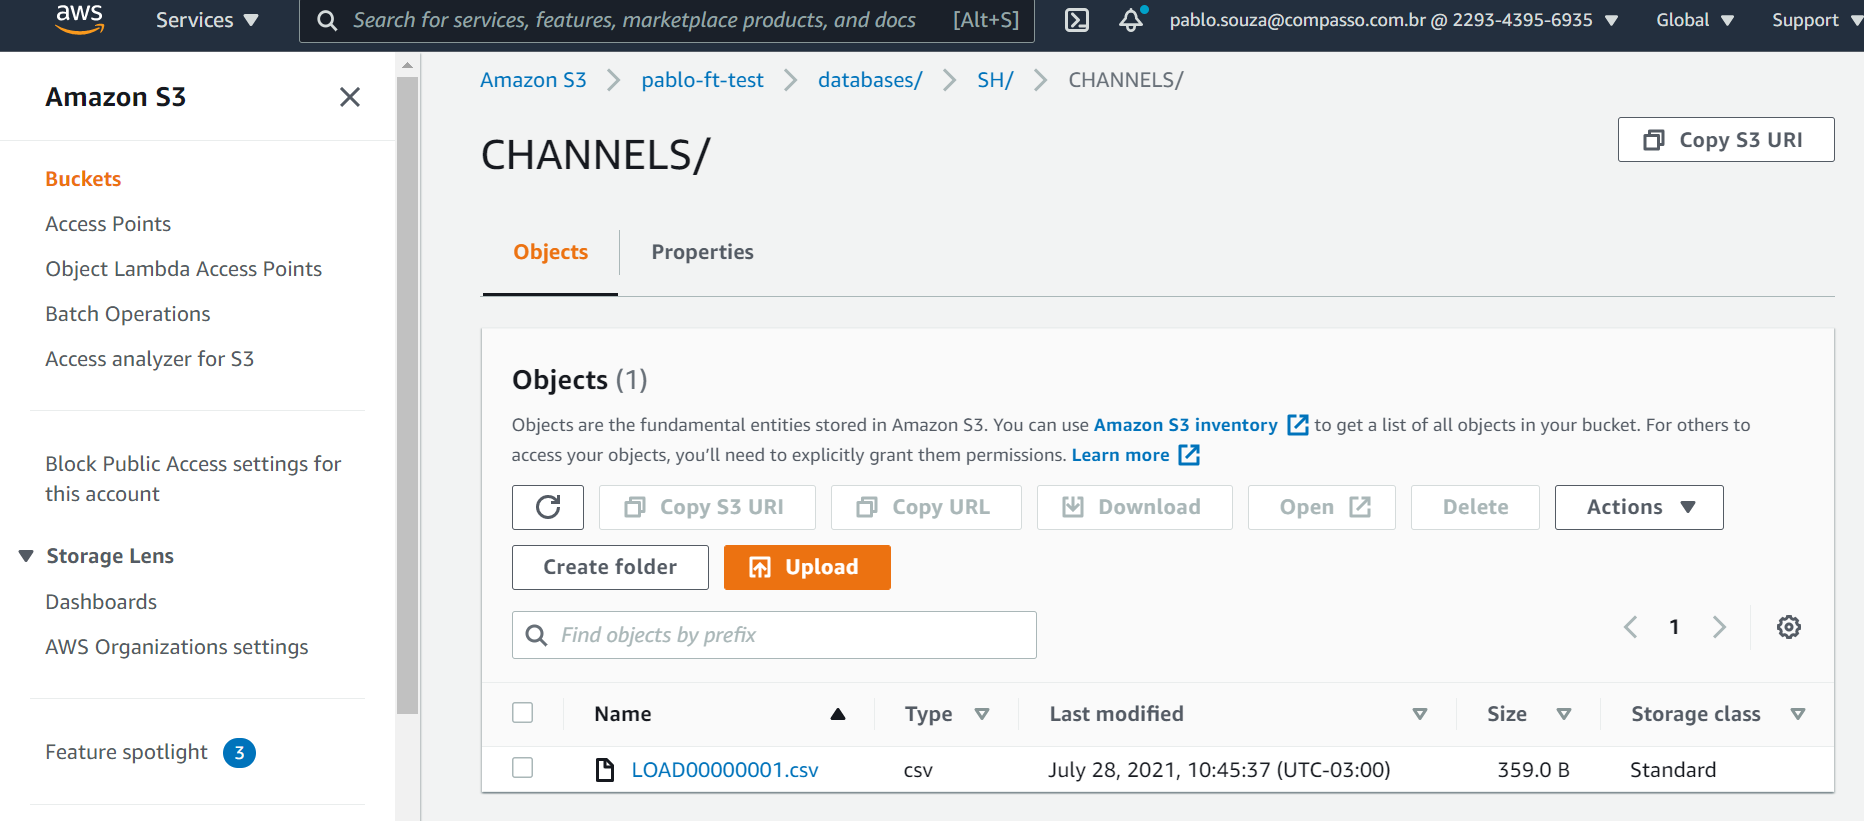 aws Services Search for services, features, marketplace products, and docs [Alt+S] pablo.souza@compasso.com.br @ 2293-4395-6935 Global Support
Amazon S3
Buckets
Access Points
Object Lambda Access Points
Batch Operations
Access analyzer for S3
Block Public Access settings for
this account
Storage Lens
Dashboards
AWS Organizations settings
Feature spotlight 3
Amazon S3 pablo-ft-test databases/ SH/ CHANNELS/
CHANNELS/
Copy S3 URI
Objects Properties
Objects (1)
Objects are the fundamental entities stored in Amazon S3. You can use Amazon S3 inventory to get a list of all objects in your bucket. For others to
access your objects, you’ll need to explicitly grant them permissions. Learn more
Copy S3 URI Copy URL Download Open Delete Actions
Create folder Upload
Find objects by prefix 1
Name Type Last modified Size Storage class
LOAD00000001.csv csv July 28, 2021, 10:45:37 (UTC-03:00) 359.0 B Standard